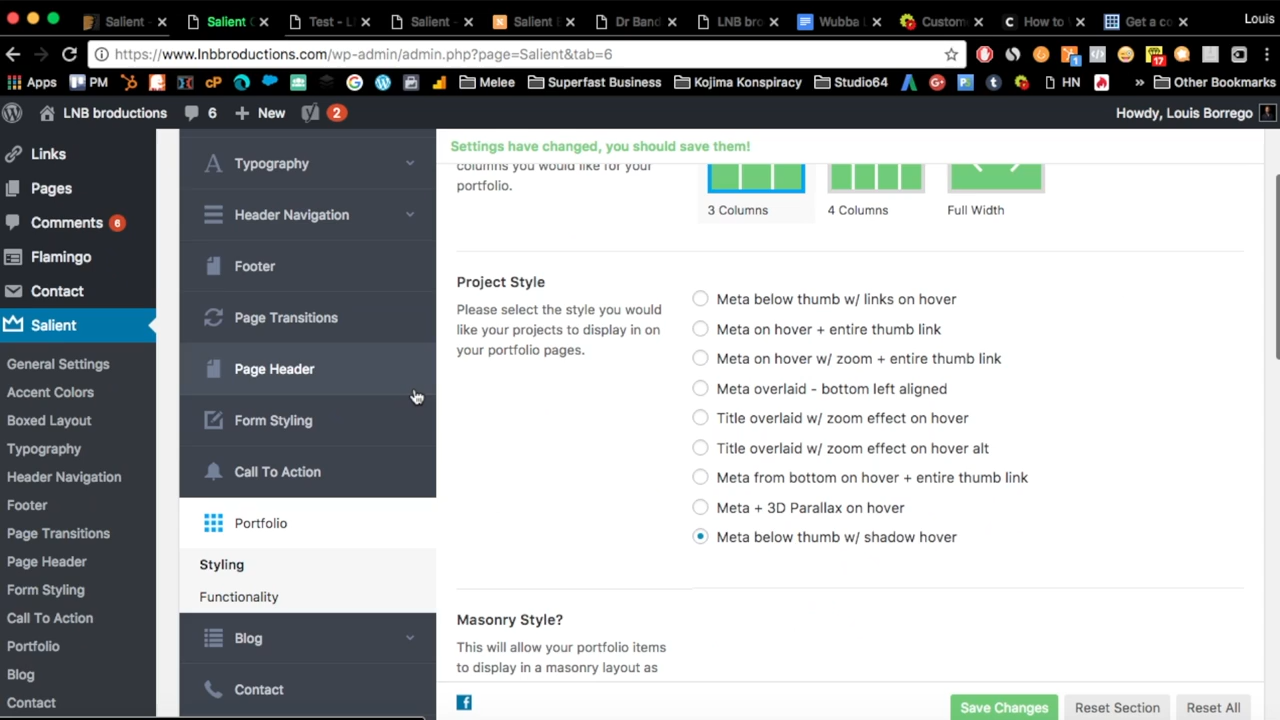 Salient -
Salient
Test - L
Salient -
Salient
Dr Band
LNB bro
Wubba L
Custom
How to
Get a co
Louis
https://www.lnbbroductions.com/wp-admin/admin.php?page=Salient&tab=6
1
17
Apps
PM
cP
Melee
Superfast Business
Kojima Konspiracy
Studio64
HN
»
Other Bookmarks
LNB broductions
6
+ New
2
Howdy, Louis Borrego
Links
Pages
Comments 6
Flamingo
Contact
Salient
General Settings
Accent Colors
Boxed Layout
Typography
Header Navigation
Footer
Page Transitions
Page Header
Form Styling
Call To Action
Portfolio
Blog
Contact
Typography
Header Navigation
Footer
Page Transitions
Page Header
Form Styling
Call To Action
Portfolio
Styling
Functionality
Blog
Contact
Settings have changed, you should save them!
columns you would like for your
portfolio.
3 Columns
4 Columns
Full Width
Project Style
Please select the style you would
like your projects to display in on
your portfolio pages.
Meta below thumb w/ links on hover
Meta on hover + entire thumb link
Meta on hover w/ zoom + entire thumb link
Meta overlaid - bottom left aligned
Title overlaid w/ zoom effect on hover
Title overlaid w/ zoom effect on hover alt
Meta from bottom on hover + entire thumb link
Meta + 3D Parallax on hover
Meta below thumb w/ shadow hover
Masonry Style?
This will allow your portfolio items
to display in a masonry layout as
Save Changes
Reset Section
Reset All